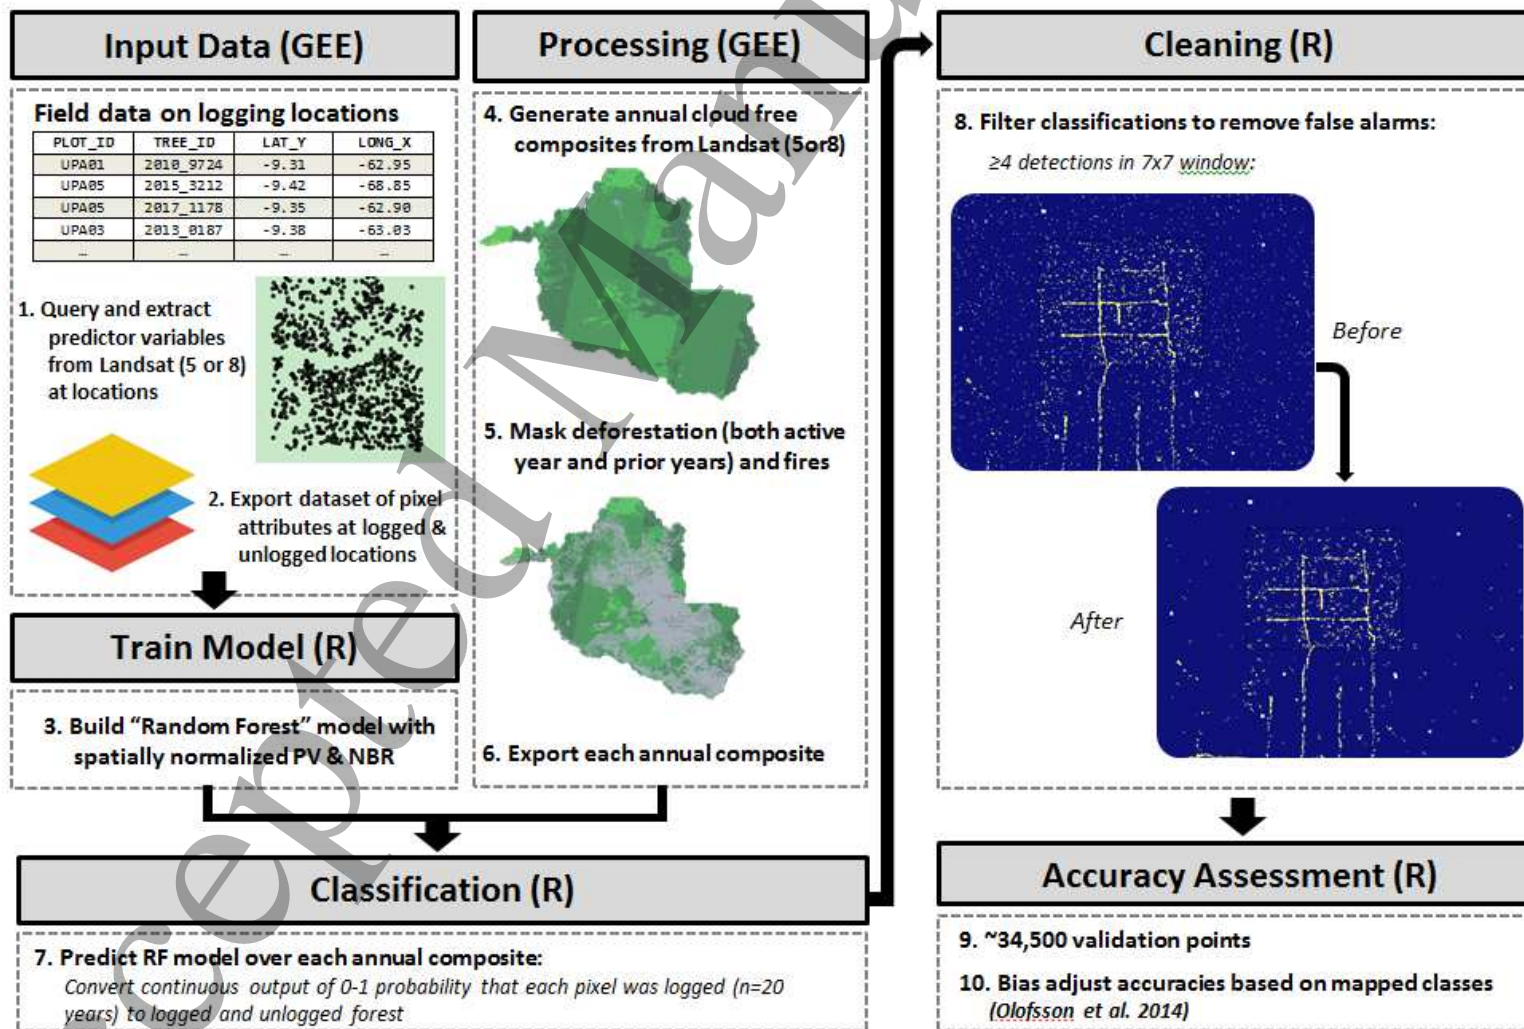 Input Data (GEE)
Field data on logging locations
PLOT_ID TREE_ID LAT_Y LONG_X
UPA01 2010_9724 -9.31 -62.95
UPA05 2015_3212 -9.42 -68.85
UPA05 2017_1178 -9.35 -62.90
UPA03 2013_0187 -9.38 -63.03
… … … …
1. Query and extract
predictor variables
from Landsat (5 or 8)
at locations
2. Export dataset of pixel
attributes at logged &
unlogged locations
Train Model (R)
3. Build “Random Forest” model with
spatially normalized PV & NBR
Processing (GEE)
4. Generate annual cloud free
composites from Landsat (5or8)
5. Mask deforestation (both active
year and prior years) and fires
6. Export each annual composite
Classification (R)
7. Predict RF model over each annual composite:
Convert continuous output of 0-1 probability that each pixel was logged (n=20
years) to logged and unlogged forest
Cleaning (R)
8. Filter classifications to remove false alarms:
≥4 detections in 7x7 window:
Before
After
Accuracy Assessment (R)
9. ~34,500 validation points
10. Bias adjust accuracies based on mapped classes
(Olofsson et al. 2014)
cepted Manu